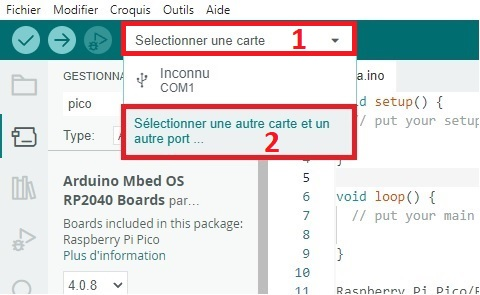 Fichier Modifier Croquis Outils Aide
Selectionner une carte 1
Inconnu
COM1
Sélectionner une autre carte et un
autre port ...
2
GESTIONNA
pico
Type:
Arduino Mbed OS
RP2040 Boards par...
Boards included in this package:
Raspberry Pi Pico
Plus d'information
4.0.8
a.ino
void setup() {
// put your setup
4 }
5
6 void loop() {
7 // put your main
8
9 }
10
11 Raspberry Pi Pico/